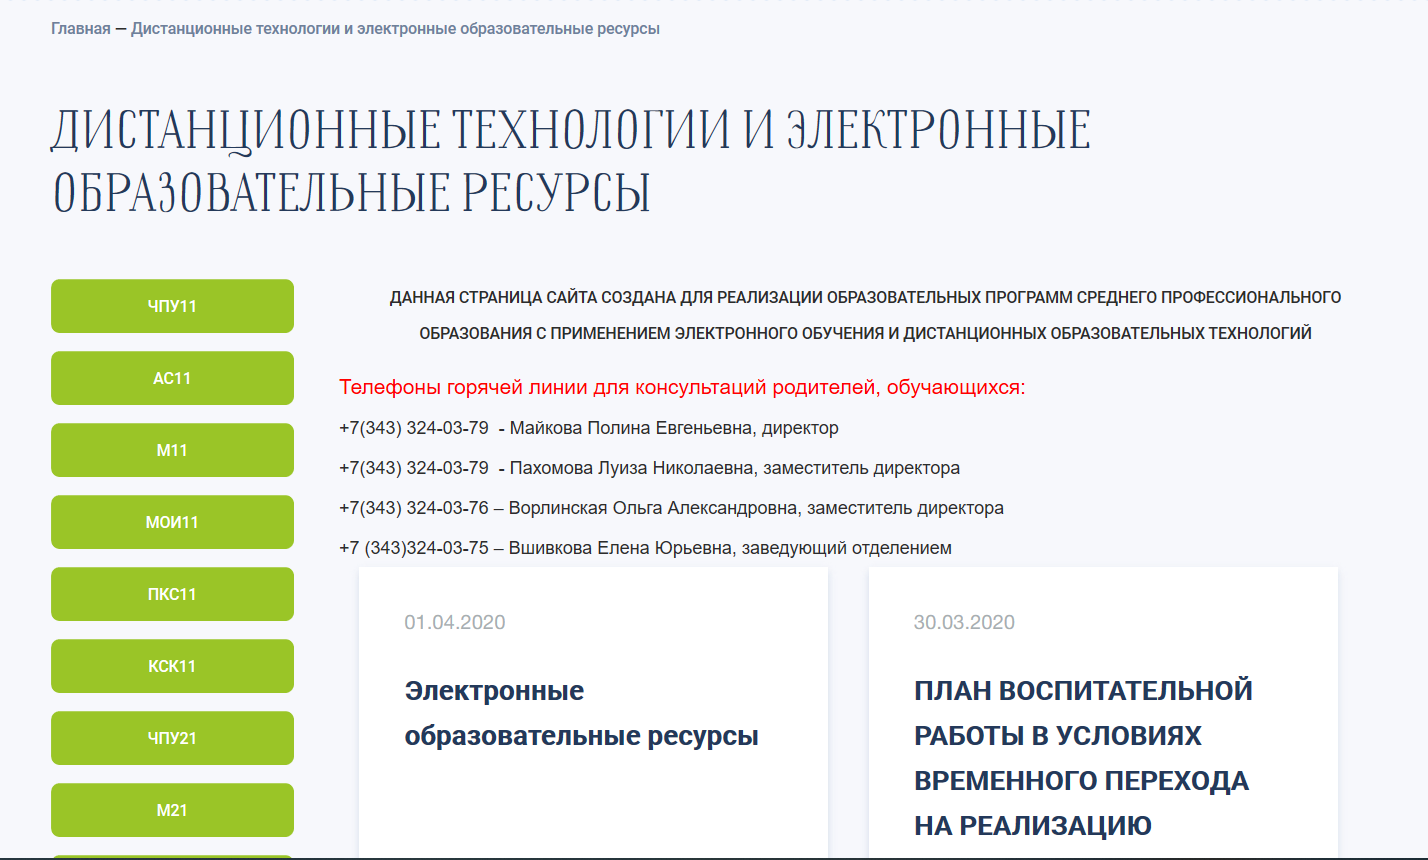 Главная — Дистанционные технологии и электронные образовательные ресурсы
ДИСТАНЦИОННЫЕ ТЕХНОЛОГИИ И ЭЛЕКТРОННЫЕ
ОБРАЗОВАТЕЛЬНЫЕ РЕСУРСЫ
ЧПУ11
АС11
М11
МОИ11
ПКС11
КСК11
ЧПУ21
М21
ДАННАЯ СТРАНИЦА САЙТА СОЗДАНА ДЛЯ РЕАЛИЗАЦИИ ОБРАЗОВАТЕЛЬНЫХ ПРОГРАММ СРЕДНЕГО ПРОФЕССИОНАЛЬНОГО
ОБРАЗОВАНИЯ С ПРИМЕНЕНИЕМ ЭЛЕКТРОННОГО ОБУЧЕНИЯ И ДИСТАНЦИОННЫХ ОБРАЗОВАТЕЛЬНЫХ ТЕХНОЛОГИЙ
Телефоны горячей линии для консультаций родителей, обучающихся:
+7(343) 324-03-79 - Майкова Полина Евгеньевна, директор
+7(343) 324-03-79 - Пахомова Луиза Николаевна, заместитель директора
+7(343) 324-03-76 – Ворлинская Ольга Александровна, заместитель директора
+7 (343)324-03-75 – Вшивкова Елена Юрьевна, заведующий отделением
01.04.2020
Электронные
образовательные ресурсы
30.03.2020
ПЛАН ВОСПИТАТЕЛЬНОЙ
РАБОТЫ В УСЛОВИЯХ
ВРЕМЕННОГО ПЕРЕХОДА
НА РЕАЛИЗАЦИЮ